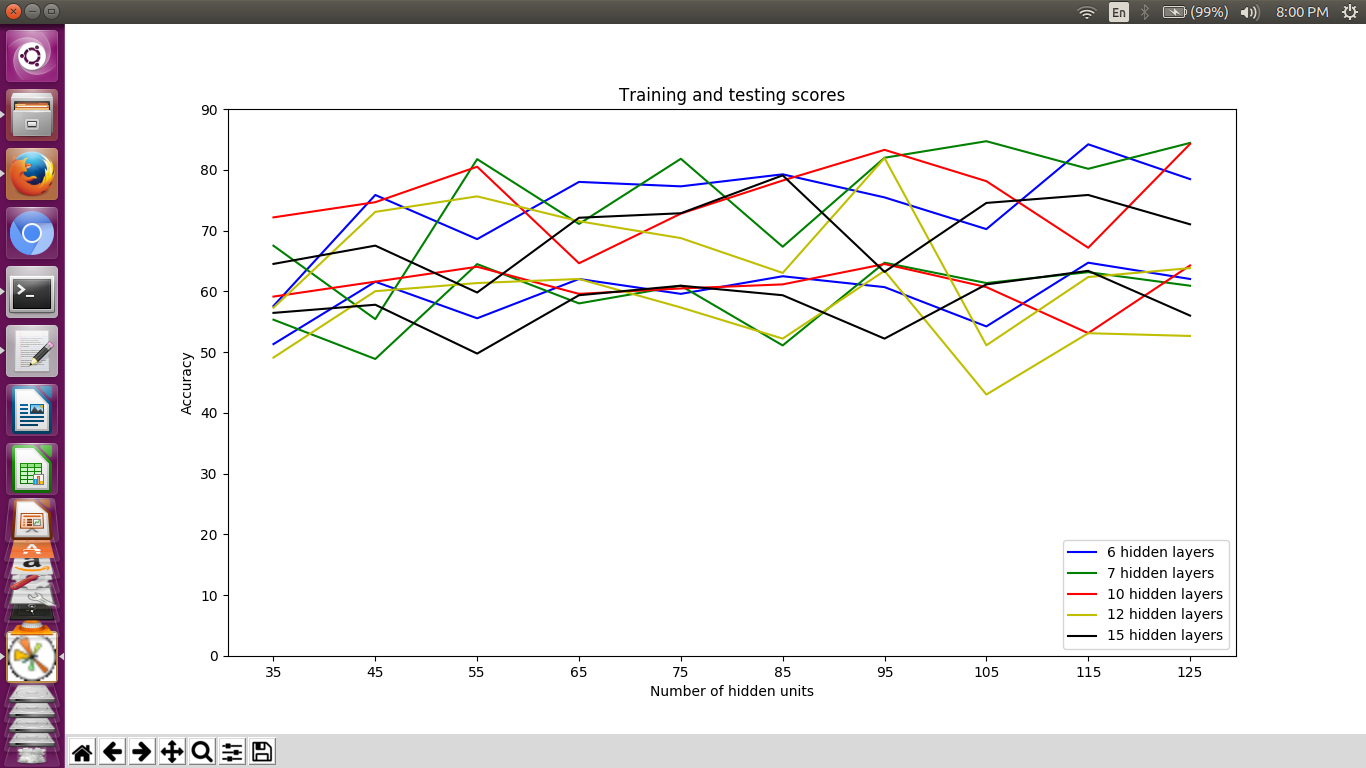 En (99%) 8:00 PM
Training and testing scores
90
80
70
60
50
40
30
20
10
0
Accuracy
35 45 55 65 75 85 95 105 115 125
Number of hidden units
6 hidden layers
7 hidden layers
10 hidden layers
12 hidden layers
15 hidden layers
>_
a